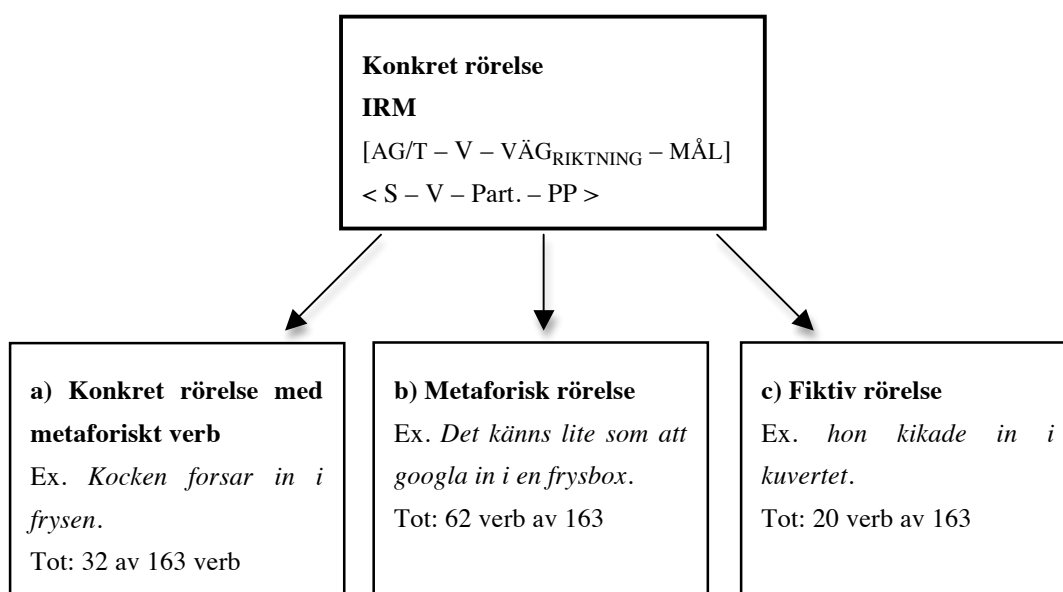 Konkret rörelse
IRM
[AG/T – V – VÄGRIKTNING – MÅL]
< S – V – Part. – PP >
a) Konkret rörelse med
metaforiskt verb
Ex. Kocken forsar in i
frysen.
Tot: 32 av 163 verb
b) Metaforisk rörelse
Ex. Det känns lite som att
googla in i en frysbox.
Tot: 62 verb av 163
c) Fiktiv rörelse
Ex. hon kikade in i
kuvertet.
Tot: 20 verb av 163